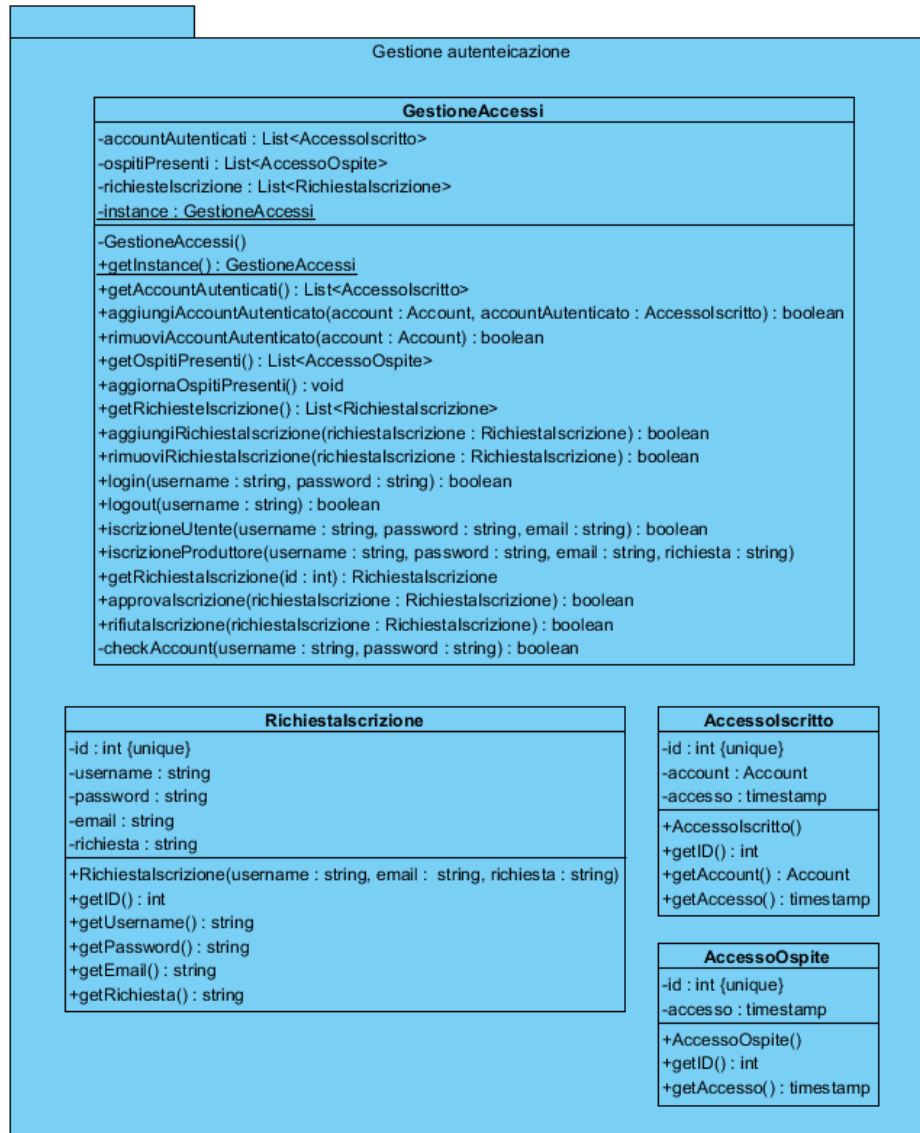 Gestione autenteicazione
GestioneAccessi
-accountAutenticati : List<AccessoIscritto>
-ospitiPresenti : List<AccessoOspite>
-richiesteIscrizione : List<RichiestaIscrizione>
-instance : GestioneAccessi
-GestioneAccessi()
+getInstance() : GestioneAccessi
+getAccountAutenticati() : List<AccessoIscritto>
+aggiungiAccountAutenticato(account : Account, accountAutenticato : AccessoIscritto) : boolean
+rimuoviAccountAutenticato(account : Account) : boolean
+getOspitiPresenti() : List<AccessoOspite>
+aggiornaOspitiPresenti() : void
+getRichiesteIscrizione() : List<RichiestaIscrizione>
+aggiungiRichiestaIscrizione(richiestaIscrizione : RichiestaIscrizione) : boolean
+rimuoviRichiestaIscrizione(richiestaIscrizione : RichiestaIscrizione) : boolean
+login(username : string, password : string) : boolean
+logout(username : string) : boolean
+iscrizioneUtente(username : string, password : string, email : string) : boolean
+iscrizioneProduttore(username : string, password : string, email : string, richiesta : string)
+getRichiestaIscrizione(id : int) : RichiestaIscrizione
+approvaIscrizione(richiestaIscrizione : RichiestaIscrizione) : boolean
+rifiutaIscrizione(richiestaIscrizione : RichiestaIscrizione) : boolean
-checkAccount(username : string, password : string) : boolean
RichiestaIscrizione
-id : int {unique}
-username : string
-password : string
-email : string
-richiesta : string
+RichiestaIscrizione(username : string, email : string, richiesta : string)
+getID() : int
+getUsername() : string
+getPassword() : string
+getEmail() : string
+getRichiesta() : string
AccessoIscritto
-id : int {unique}
-account : Account
-accesso : timestamp
+AccessoIscritto()
+getID() : int
+getAccount() : Account
+getAccesso() : timestamp
AccessoOspite
-id : int {unique}
-accesso : timestamp
+AccessoOspite()
+getID() : int
+getAccesso() : timestamp